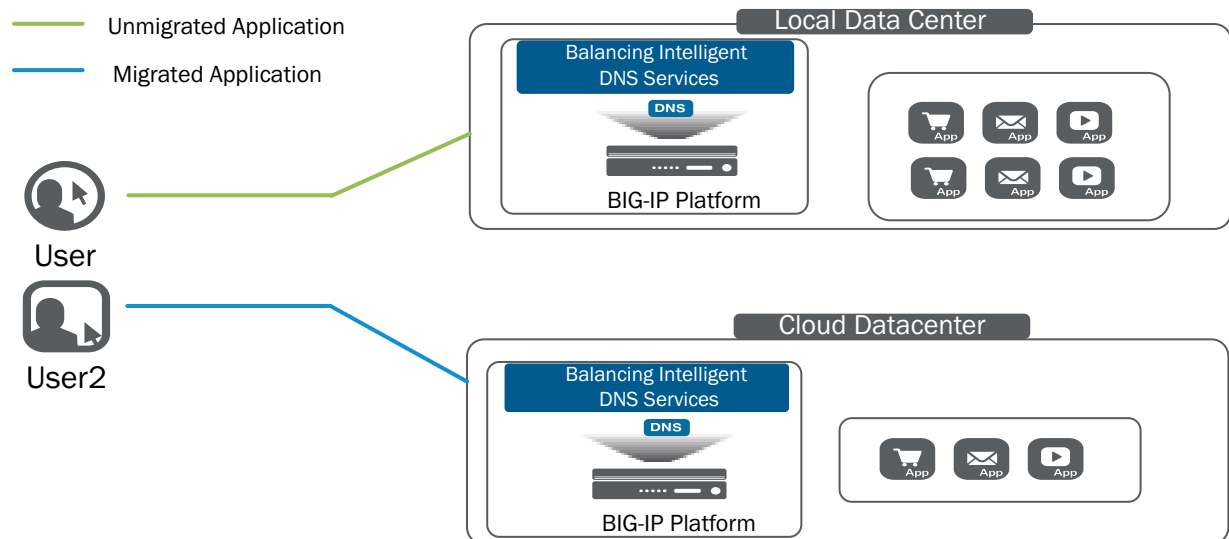 Unmigrated Application
Migrated Application
User
User2
Local Data Center
Balancing Intelligent
DNS Services
DNS
BIG-IP Platform
App
App
App
App
App
App
Cloud Datacenter
Balancing Intelligent
DNS Services
DNS
BIG-IP Platform
App
App
App